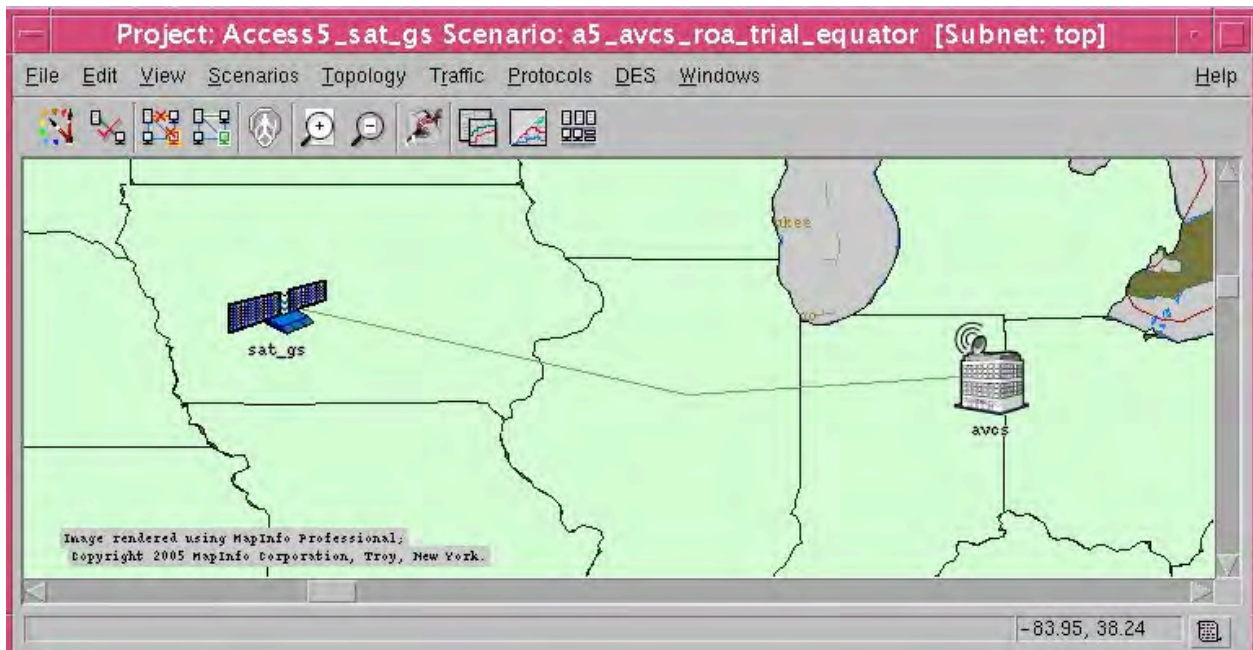 Project: Access5_sat_gs Scenario: a5_avcs_roa_trial_equator [Subnet: top]
File Edit View Scenarios Topology Traffic Protocols DES Windows Help
sat_gs
avcs
Image rendered using MapInfo Professional;
Copyright 2005 MapInfo Corporation, Troy, New York.
-83.95, 38.24